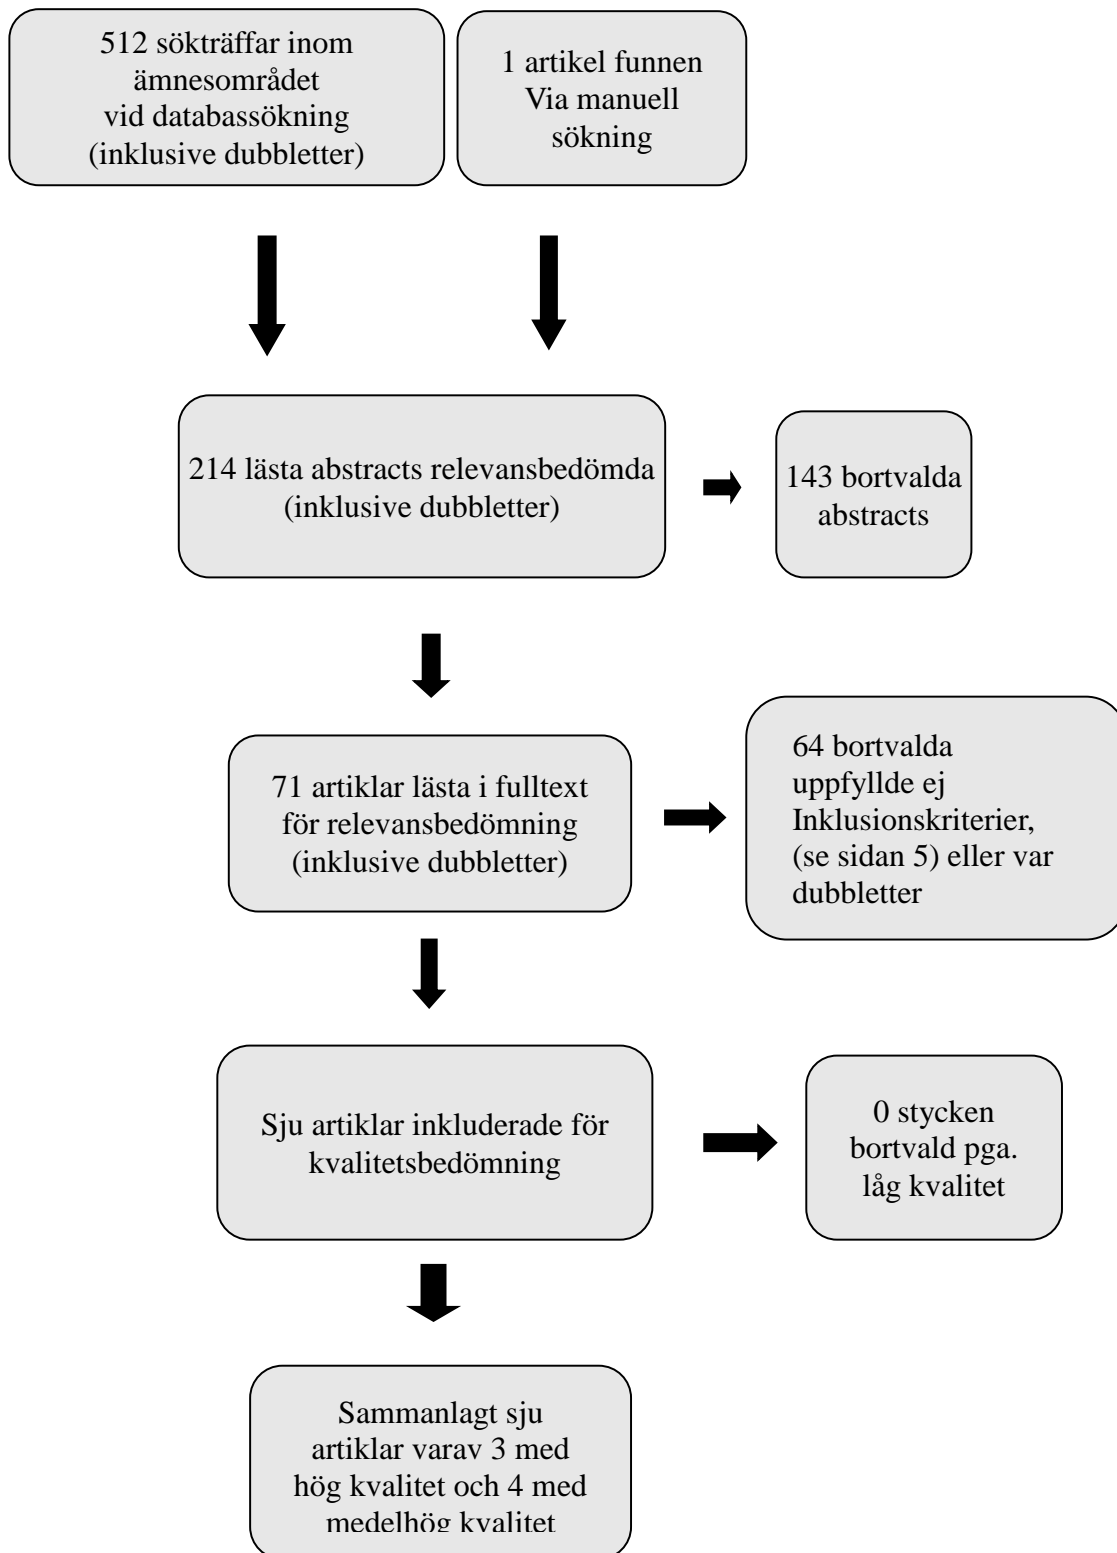 512 sökträffar inom
ämnesområdet
vid databassökning
(inklusive dubbletter)
1 artikel funnen
Via manuell
sökning
214 lästa abstracts relevansbedömda
(inklusive dubbletter)
143 bortvalda
abstracts
71 artiklar lästa i fulltext
för relevansbedömning
(inklusive dubbletter)
64 bortvalda
uppfyllde ej
Inklusionskriterier,
(se sidan 5) eller var
dubbletter
Sju artiklar inkluderade för
kvalitetsbedömning
0 stycken
bortvald pga.
låg kvalitet
Sammanlagt sju
artiklar varav 3 med
hög kvalitet och 4 med
medelhög kvalitet